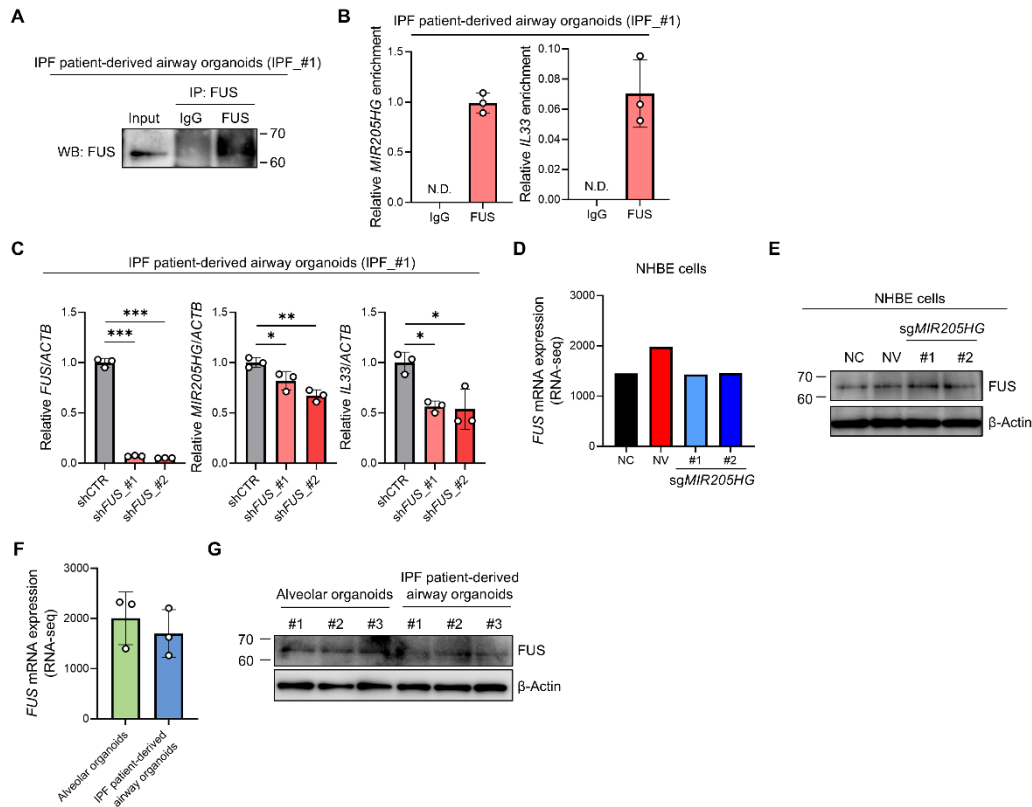 A
IPF patient-derived airway organoids (IPF_#1)
IP: FUS
Input IgG FUS
WB: FUS
70
60
B
IPF patient-derived airway organoids (IPF_#1)
Relative MIR205HG enrichment
1.5
1.0
0.5
0.0
N.D.
IgG FUS
Relative IL33 enrichment
0.10
0.08
0.06
0.04
0.02
0.00
N.D.
IgG FUS
C
IPF patient-derived airway organoids (IPF_#1)
Relative FUS/ACTB
1.5
1.0
0.5
0.0
***
***
shCTR
shFUS_#1
shFUS_#2
Relative MIR205HG/ACTB
1.5
1.0
0.5
0.0
**
*
shCTR
shFUS_#1
shFUS_#2
Relative IL33/ACTB
1.5
1.0
0.5
0.0
*
*
shCTR
shFUS_#1
shFUS_#2
D
NHBE cells
FUS mRNA expression
(RNA-seq)
3000
2000
1000
0
NC NV #1 #2
sgMIR205HG
E
NHBE cells
sgMIR205HG
NC NV #1 #2
70
60
FUS
β-Actin
F
FUS mRNA expression
(RNA-seq)
3000
2000
1000
0
Alveolar organoids
IPF patient-derived
airway organoids
G
Alveolar organoids
IPF patient-derived
airway organoids
#1 #2 #3 #1 #2 #3
70
60
FUS
β-Actin